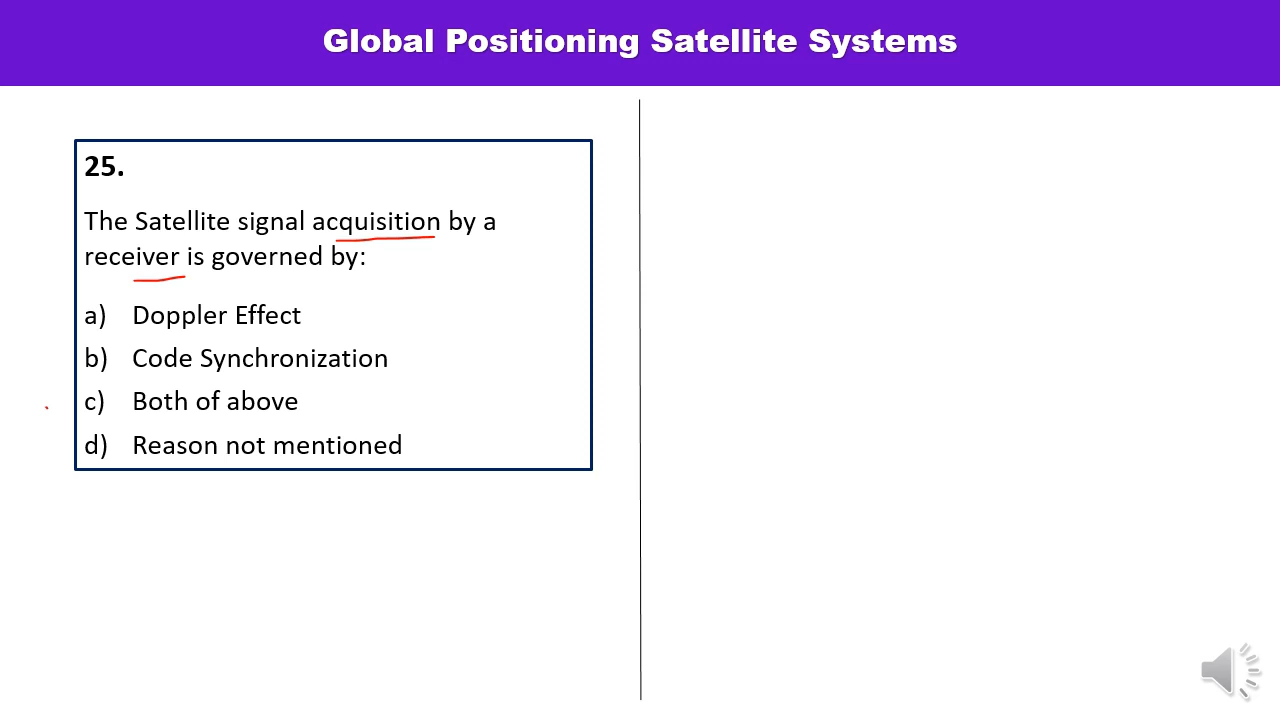 Global Positioning Satellite Systems
25.
The Satellite signal acquisition by a
receiver is governed by:
a) Doppler Effect
b) Code Synchronization
c) Both of above
d) Reason not mentioned